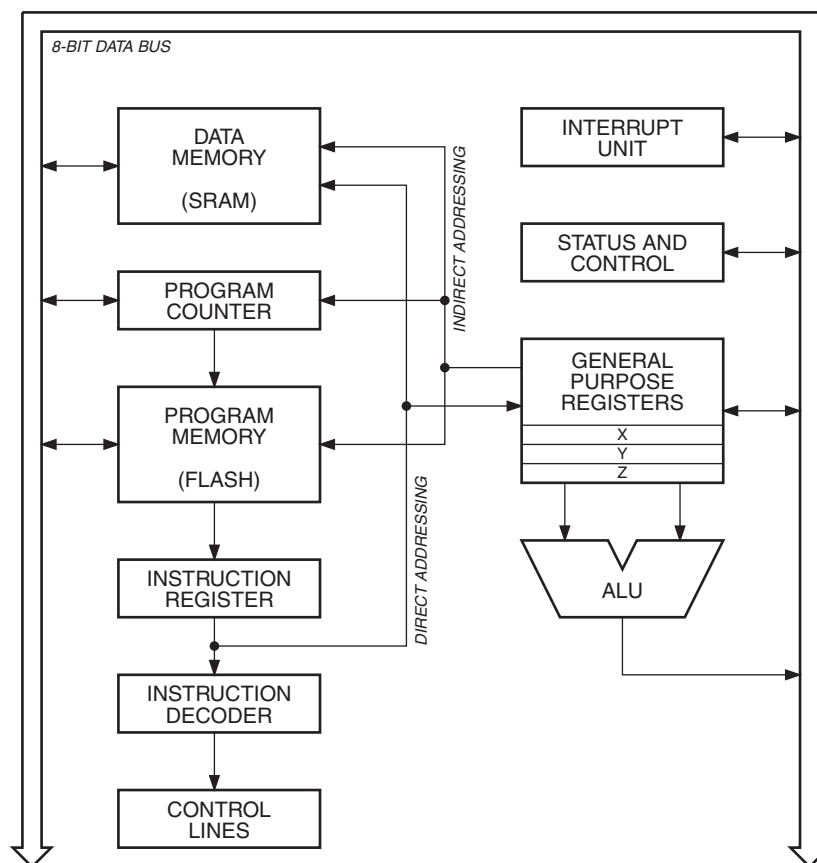 8-BIT DATA BUS
DATA
MEMORY
(SRAM)
INTERRUPT
UNIT
INDIRECT ADDRESSING
STATUS AND
CONTROL
PROGRAM
COUNTER
GENERAL
PURPOSE
REGISTERS
X
Y
Z
PROGRAM
MEMORY
(FLASH)
DIRECT ADDRESSING
INSTRUCTION
REGISTER
ALU
INSTRUCTION
DECODER
CONTROL
LINES